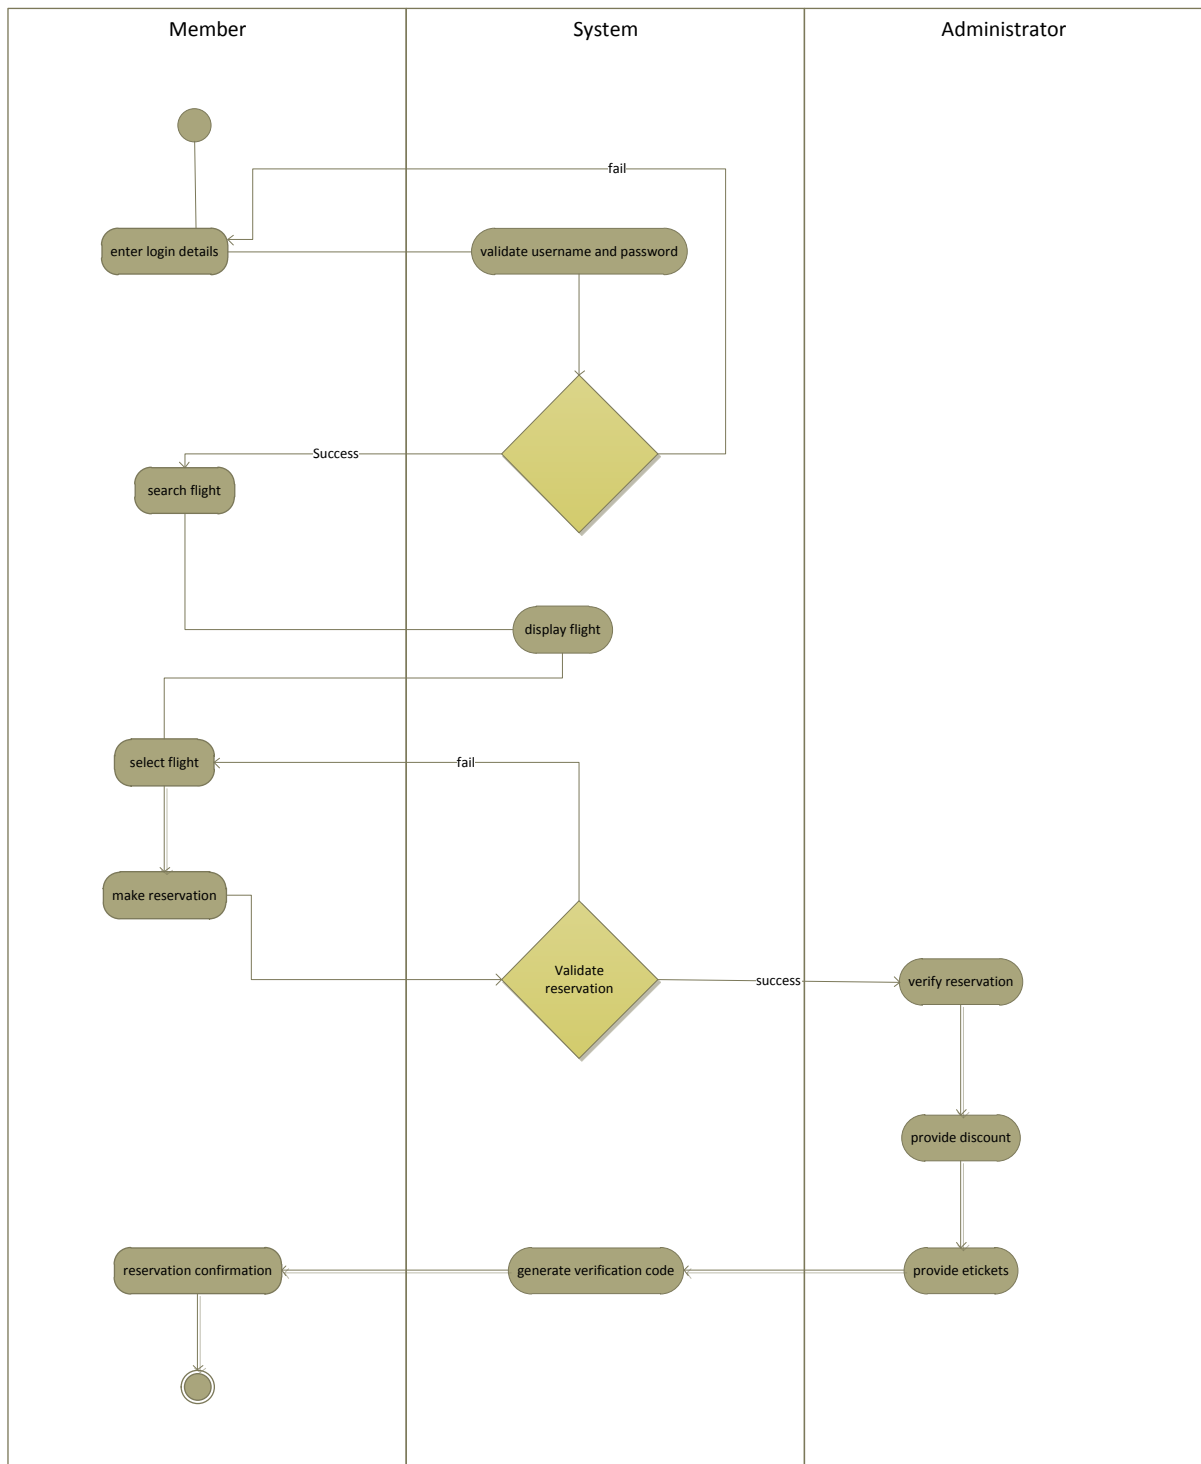 Member
System
Administrator
fail
enter login details
validate username and password
Success
search flight
display flight
select flight
fail
make reservation
Validate
reservation
success
verify reservation
provide discount
reservation confirmation
generate verification code
provide etickets